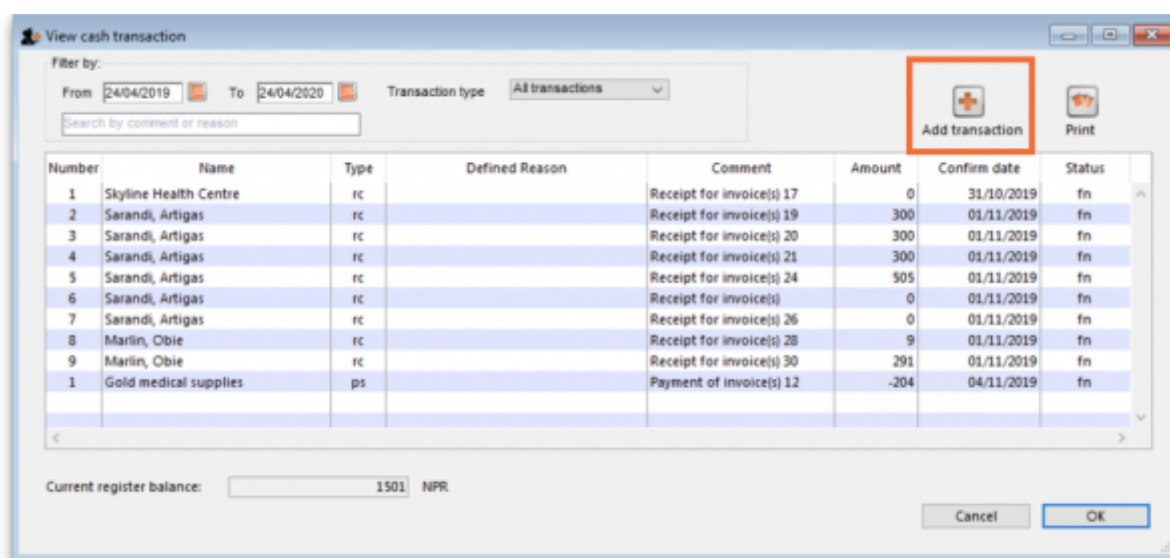 View cash transaction
Filter by:
From 24/04/2019 To 24/04/2020 Transaction type All transactions
Search by comment or reason
Add transaction Print
Number Name Type Defined Reason Comment Amount Confirm date Status
1 Skyline Health Centre rc Receipt for invoice(s) 17 0 31/10/2019 fn
2 Sarandi, Artigas rc Receipt for invoice(s) 19 300 01/11/2019 fn
3 Sarandi, Artigas rc Receipt for invoice(s) 20 300 01/11/2019 fn
4 Sarandi, Artigas rc Receipt for invoice(s) 21 300 01/11/2019 fn
5 Sarandi, Artigas rc Receipt for invoice(s) 24 505 01/11/2019 fn
6 Sarandi, Artigas rc Receipt for invoice(s) 0 01/11/2019 fn
7 Sarandi, Artigas rc Receipt for invoice(s) 26 0 01/11/2019 fn
8 Marlin, Obie rc Receipt for invoice(s) 28 9 01/11/2019 fn
9 Marlin, Obie rc Receipt for invoice(s) 30 291 01/11/2019 fn
1 Gold medical supplies ps Payment of invoice(s) 12 -204 04/11/2019 fn
Current register balance: 1501 NPR
Cancel OK